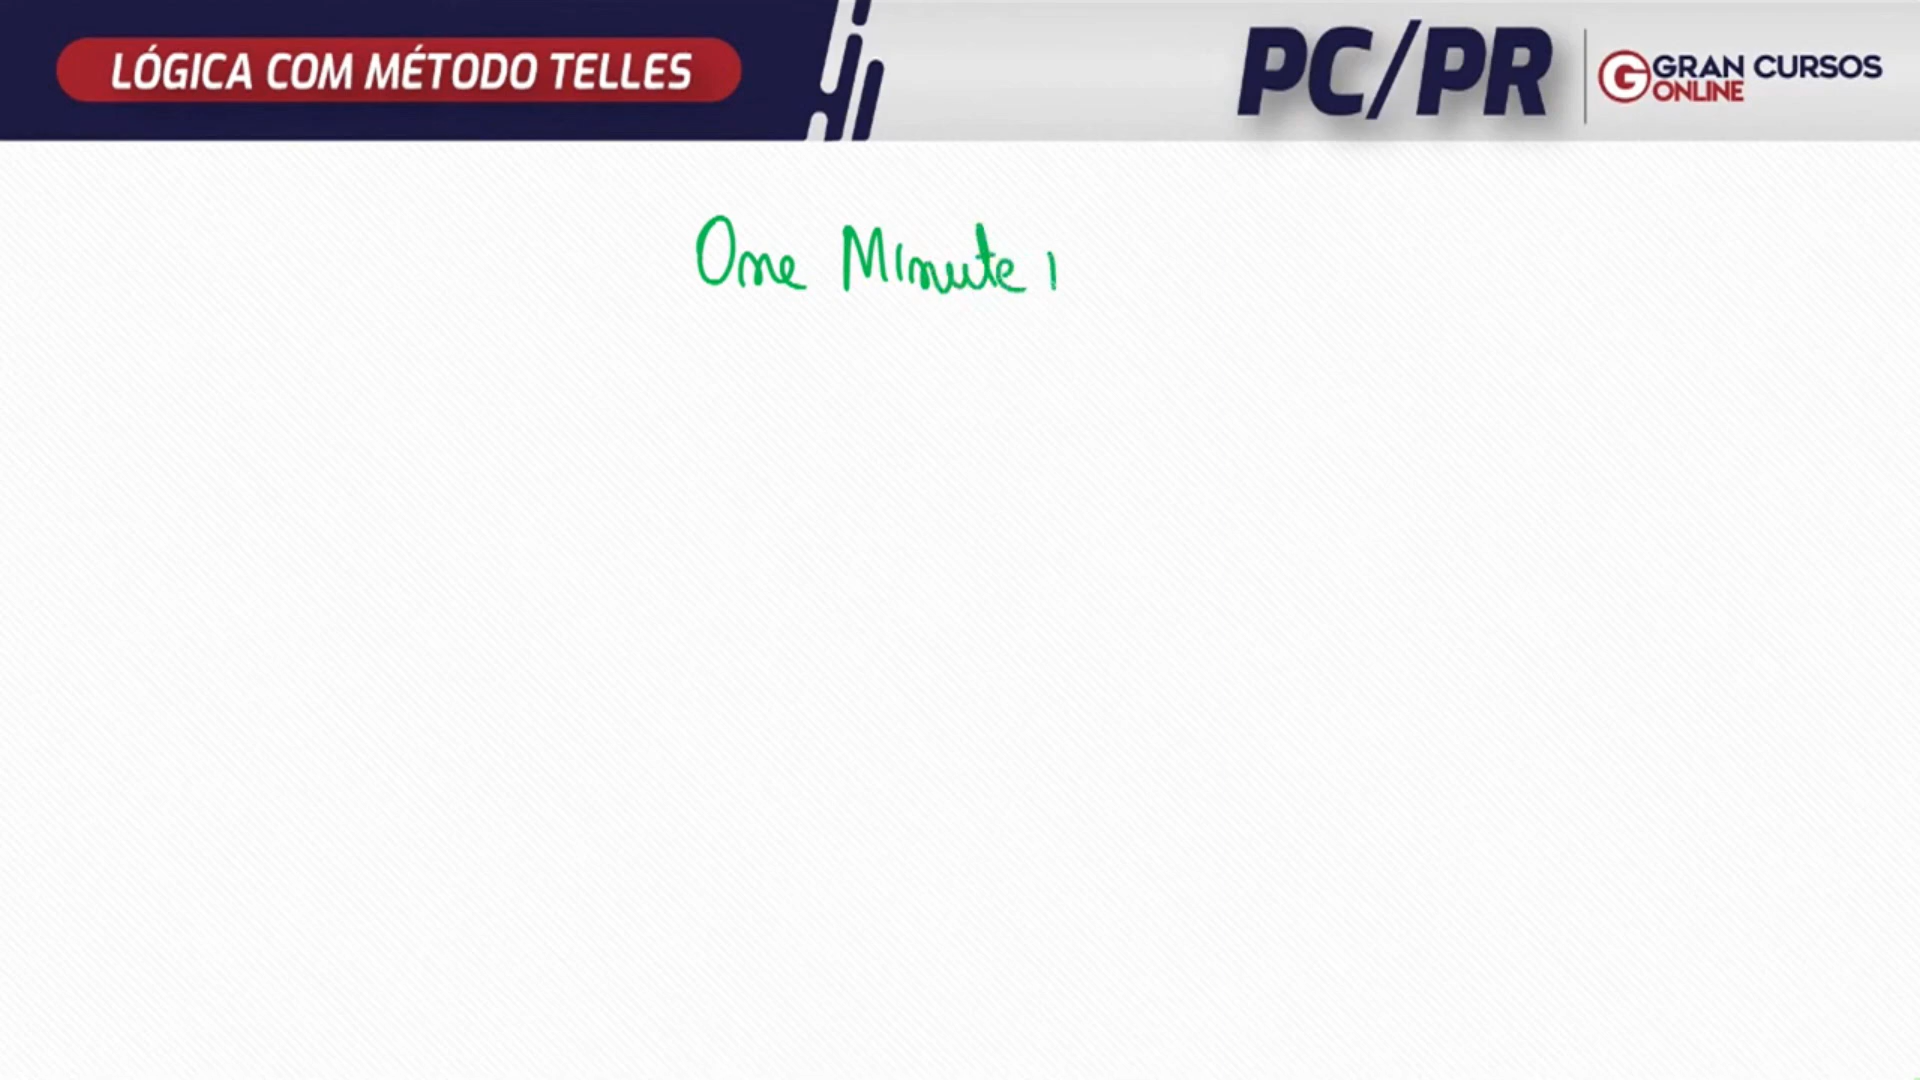 LÓGICA COM MÉTODO TELLES
PC/PR
GRAN CURSOS
ONLINE
One Minute